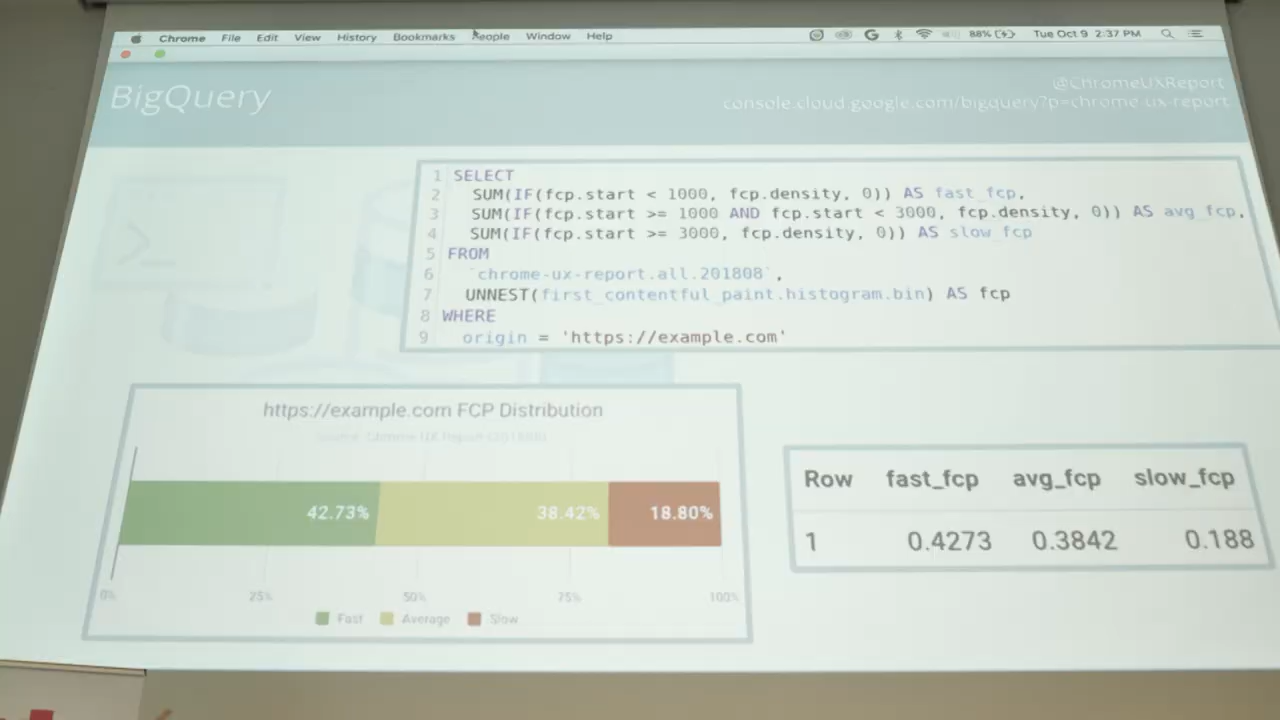 Chrome File Edit View History Bookmarks People Window Help 88% Tue Oct 9 2:37 PM
BigQuery
@ChromeUXReport
console.cloud.google.com/bigquery?p=chrome-ux-report
1 SELECT
2 SUM(IF(fcp.start < 1000, fcp.density, 0)) AS fast_fcp,
3 SUM(IF(fcp.start >= 1000 AND fcp.start < 3000, fcp.density, 0)) AS avg_fcp,
4 SUM(IF(fcp.start >= 3000, fcp.density, 0)) AS slow_fcp
5 FROM
6 `chrome-ux-report.all.201808`,
7 UNNEST(first_contentful_paint.histogram.bin) AS fcp
8 WHERE
9 origin = 'https://example.com'
https://example.com FCP Distribution
Source: Chrome UX Report (201808)
42.73% 38.42% 18.80%
0% 25% 50% 75% 100%
Fast Average Slow
Row fast_fcp avg_fcp slow_fcp
1 0.4273 0.3842 0.188